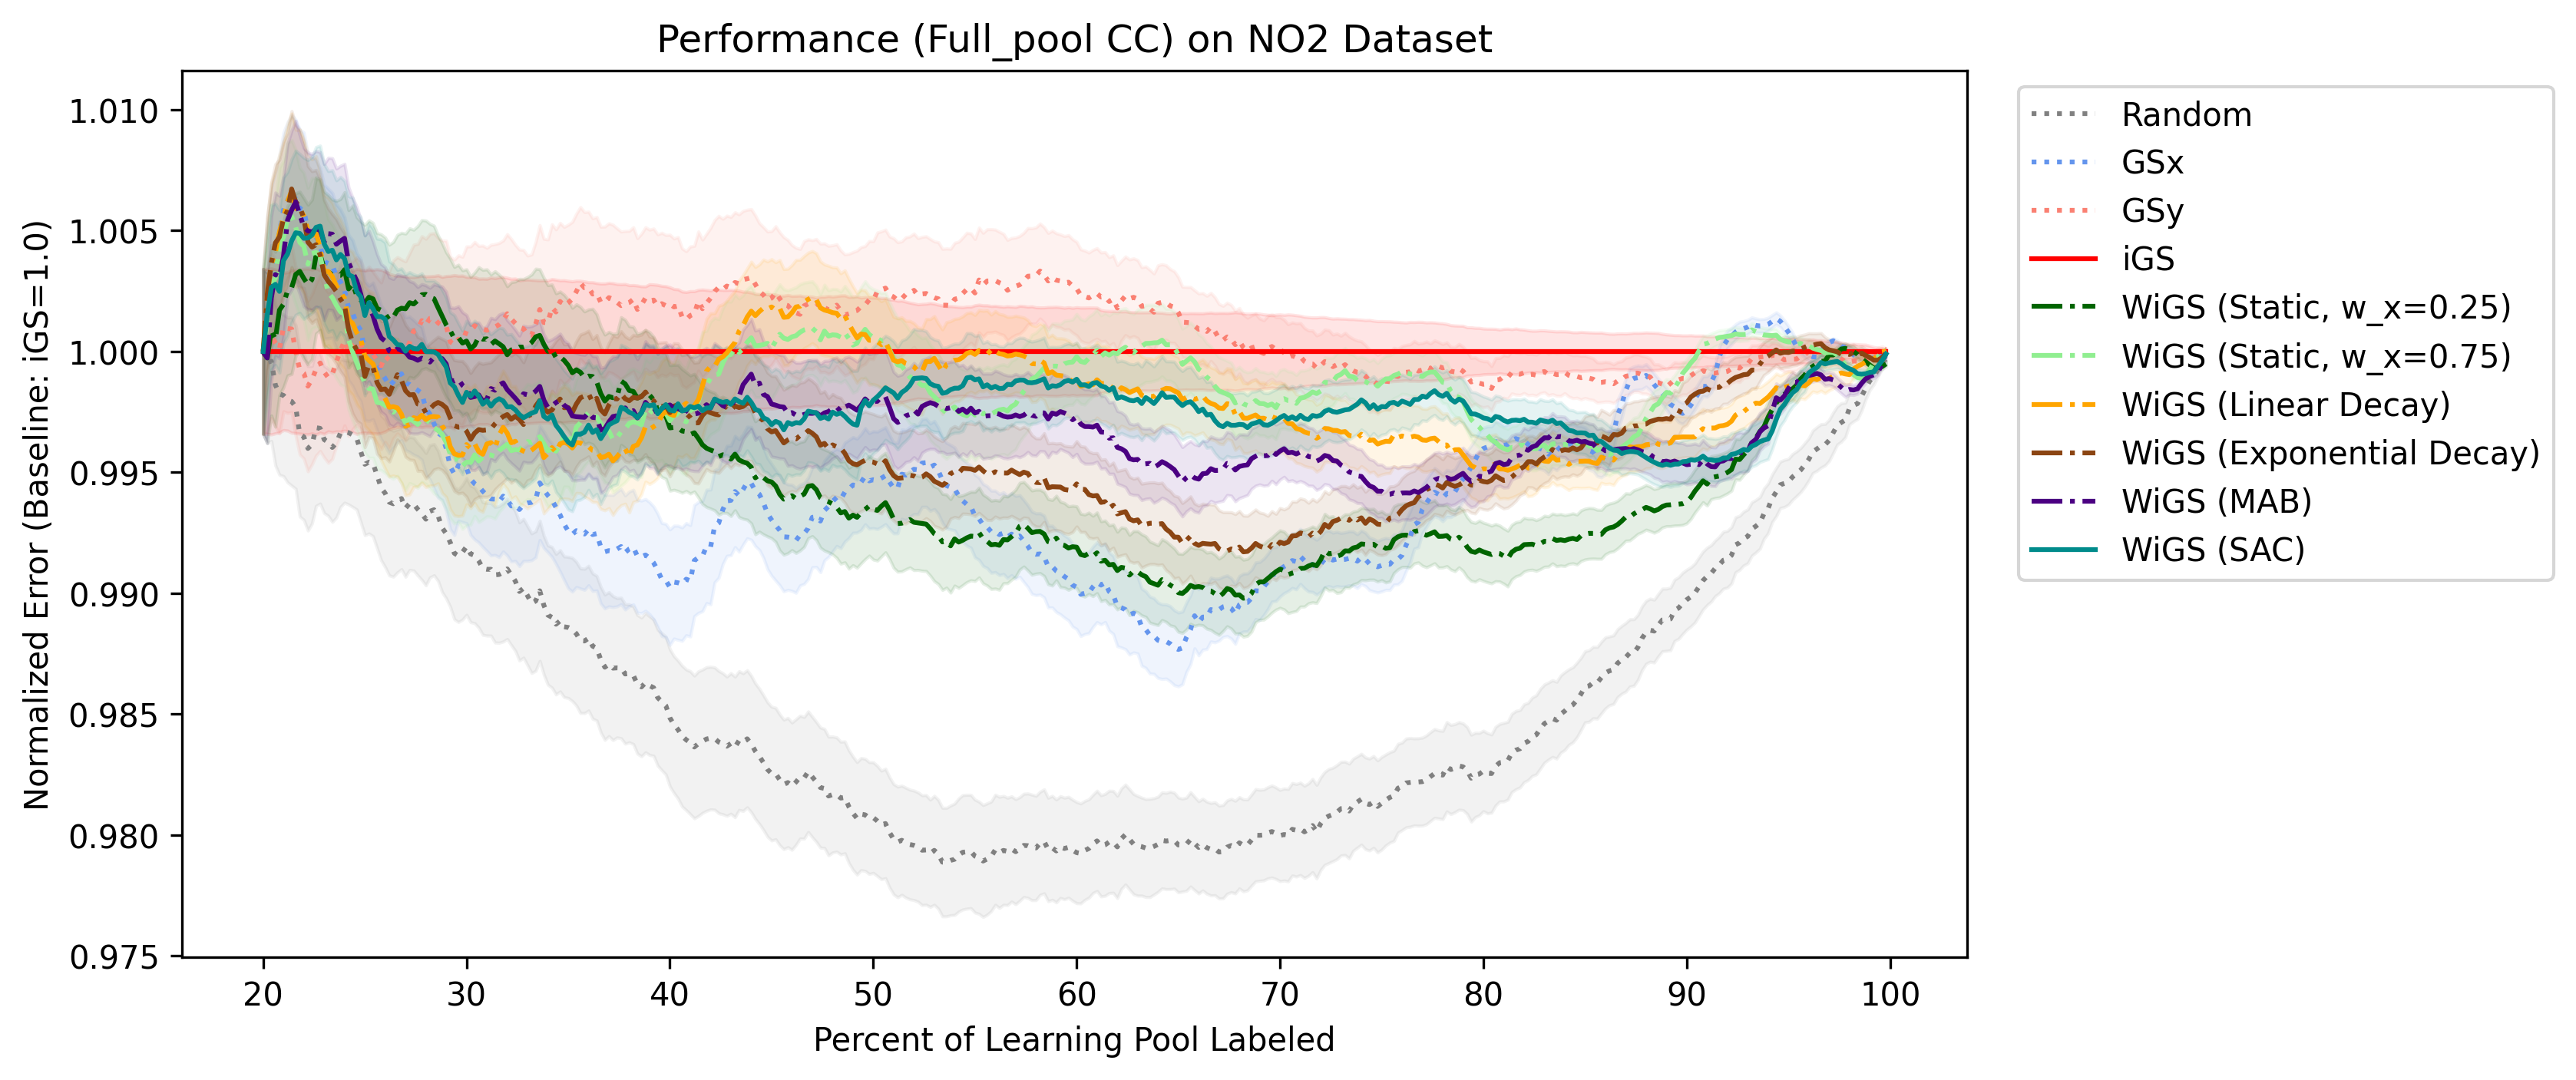 Performance (Full_pool CC) on NO2 Dataset
Normalized Error (Baseline: iGS=1.0)
1.010
1.005
1.000
0.995
0.990
0.985
0.980
0.975
20 30 40 50 60 70 80 90 100
Percent of Learning Pool Labeled
Random
GSx
GSy
iGS
WiGS (Static, w_x=0.25)
WiGS (Static, w_x=0.75)
WiGS (Linear Decay)
WiGS (Exponential Decay)
WiGS (MAB)
WiGS (SAC)